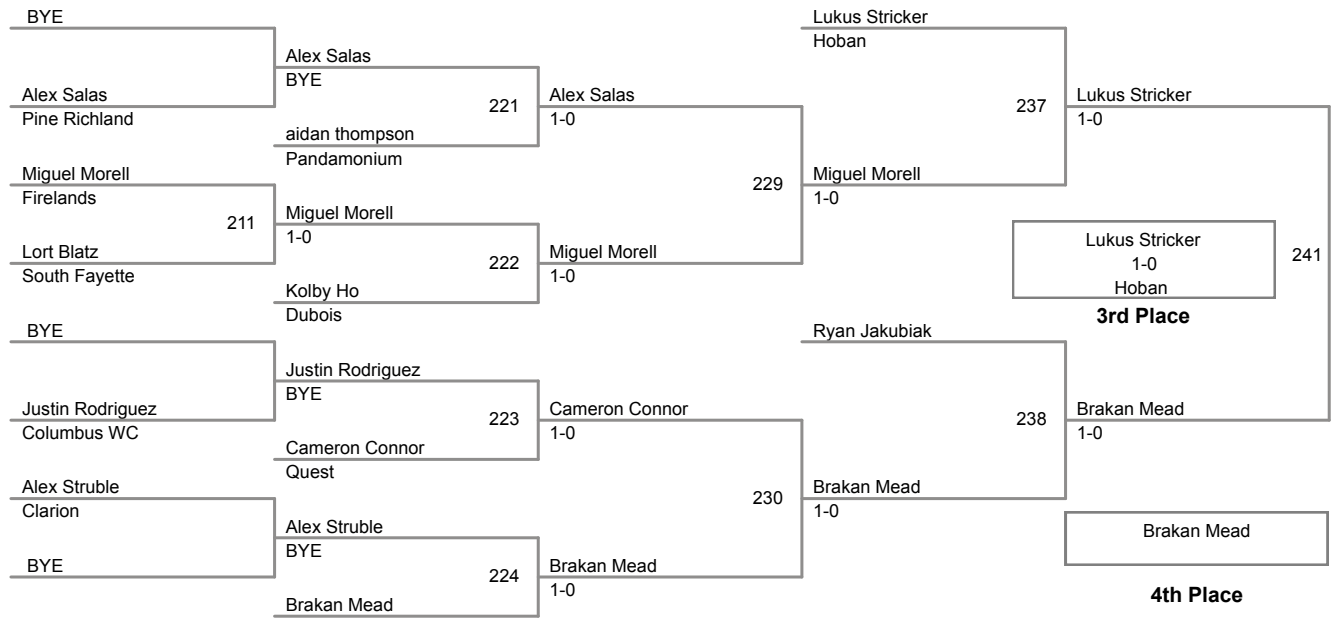 BYE
Alex Salas
Pine Richland
Miguel Morell
Firelands
211
Lort Blatz
South Fayette
BYE
Justin Rodriguez
Columbus WC
Alex Struble
Clarion
BYE
Alex Salas
BYE
221
aidan thompson
Pandamonium
Miguel Morell
1-0
222
Kolby Ho
Dubois
Justin Rodriguez
BYE
223
Cameron Connor
Quest
Alex Struble
BYE
224
Brakan Mead
Alex Salas
1-0
229
Miguel Morell
1-0
Cameron Connor
1-0
230
Brakan Mead
1-0
Lukus Stricker
Hoban
237
Miguel Morell
1-0
Ryan Jakubiak
238
Brakan Mead
1-0
Lukus Stricker
1-0
241
Brakan Mead
1-0
Lukus Stricker
1-0
Hoban
3rd Place
Brakan Mead
4th Place